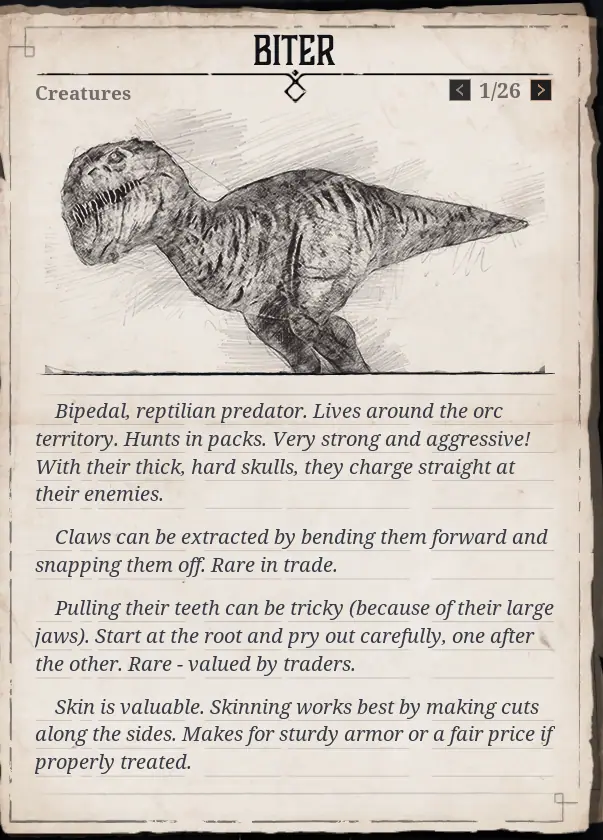 BITER
Creatures
< 1/26 >
Bipedal, reptilian predator. Lives around the orc
territory. Hunts in packs. Very strong and aggressive!
With their thick, hard skulls, they charge straight at
their enemies.
Claws can be extracted by bending them forward and
snapping them off. Rare in trade.
Pulling their teeth can be tricky (because of their large
jaws). Start at the root and pry out carefully, one after
the other. Rare - valued by traders.
Skin is valuable. Skinning works best by making cuts
along the sides. Makes for sturdy armor or a fair price if
properly treated.